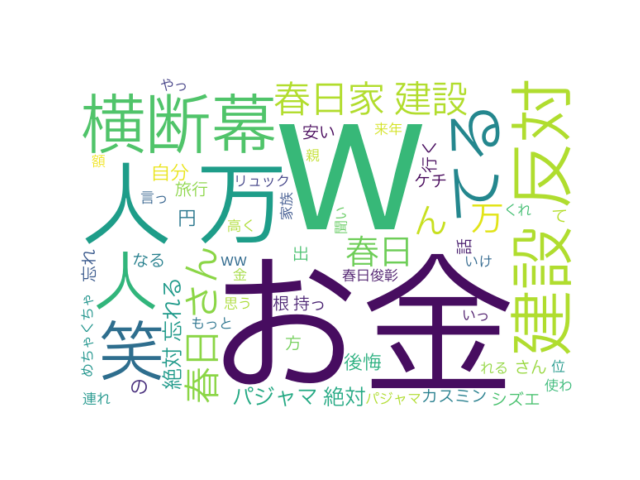 やっ
横断幕
春日家 建設
W
てる
建設 反対
安い
来年
行く
額
親
自分
リュック
ケチ
人
万
言っ
旅行
家族
聞い
ん
万
くれ
て
円
高く
忘れ
なる
人
春日 さん
ww
出
春日
話
いけ
金
春日俊彰
お金
めちゃくちゃ
笑
絶対 忘れる
思う
根 持っ
もっと
いっ
方
の
後悔
れる
さん
位
連れ
パジャマ 絶対
パジャマ
カスミン
シズエ
使わ